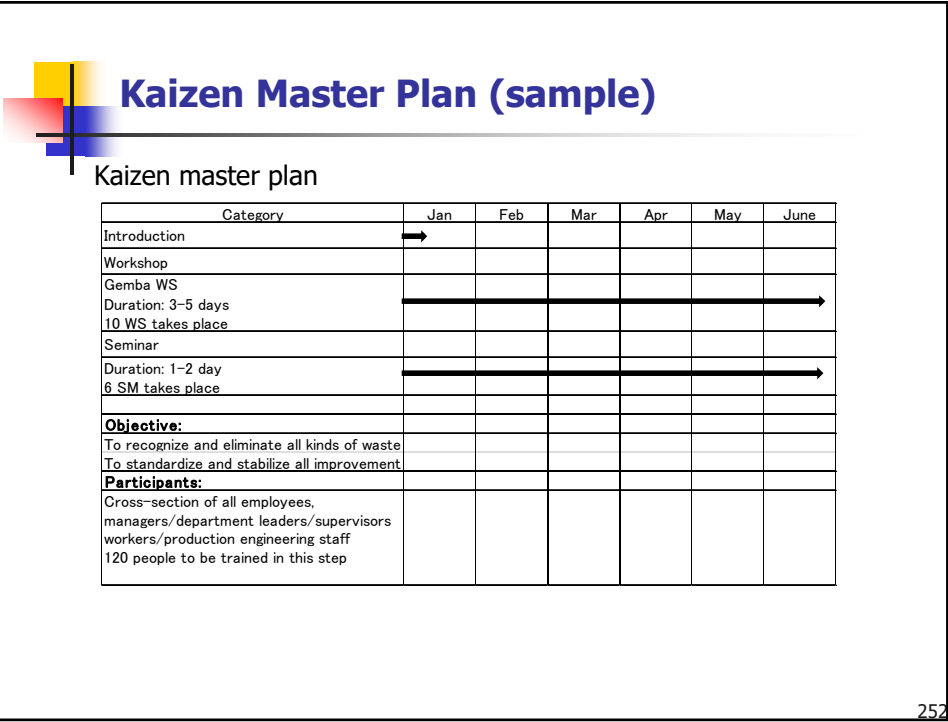 Kaizen Master Plan (sample)
Kaizen master plan
Category Jan Feb Mar Apr May June
Introduction
Workshop
Gemba WS
Duration: 3-5 days
10 WS takes place
Seminar
Duration: 1-2 day
6 SM takes place
Objective:
To recognize and eliminate all kinds of waste
To standardize and stabilize all improvement
Participants:
Cross-section of all employees,
managers/department leaders/supervisors
workers/production engineering staff
120 people to be trained in this step
252